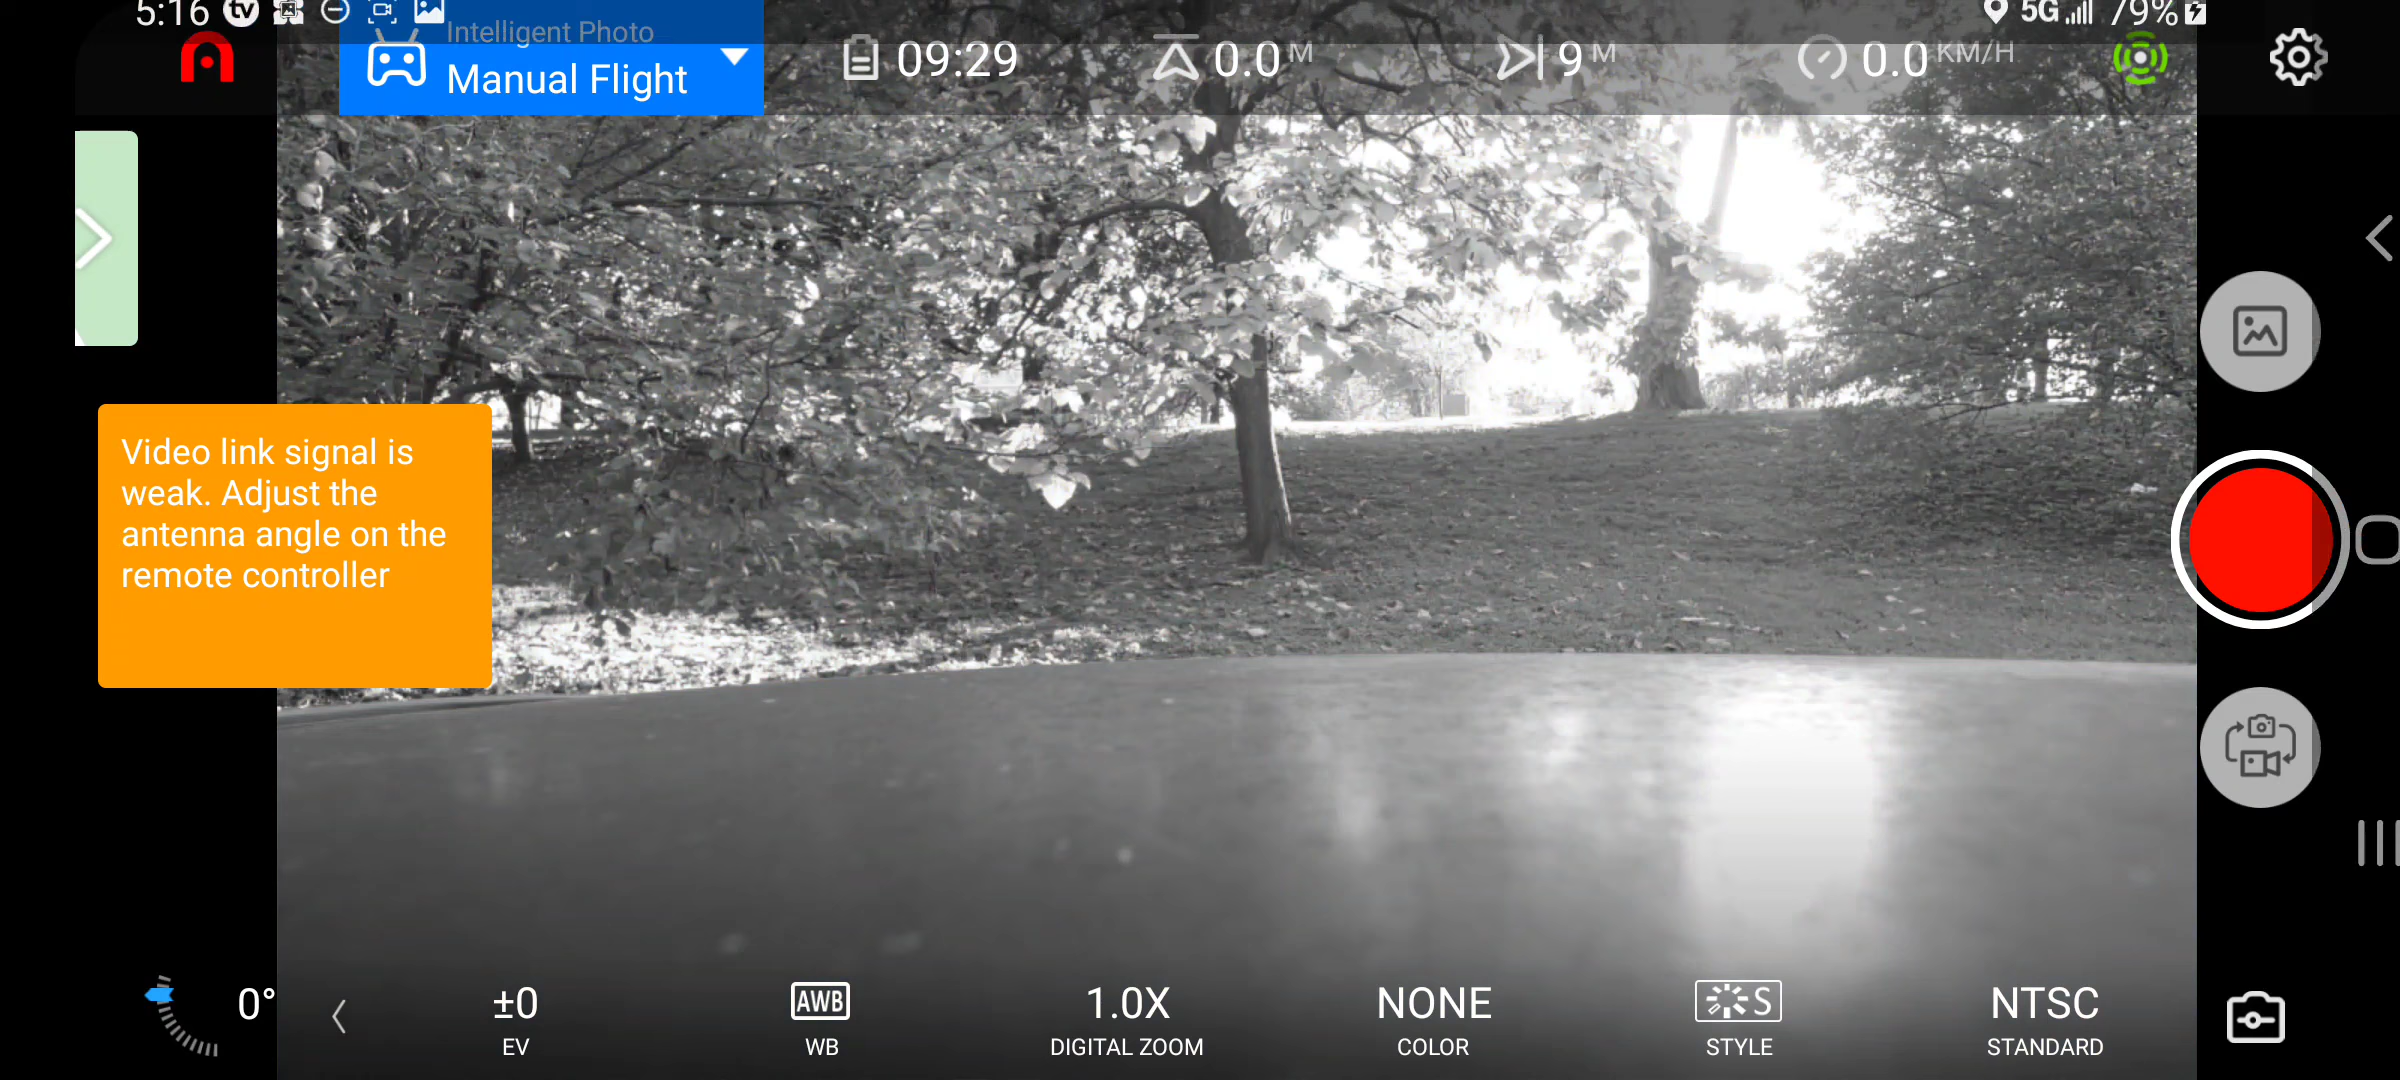 5:16 tv 5G 79%
Intelligent Photo
Manual Flight
09:29
0.0 M
9 M
0.0 KM/H
Video link signal is
weak. Adjust the
antenna angle on the
remote controller
0°
±0
EV
AWB
WB
1.0X
DIGITAL ZOOM
NONE
COLOR
S
STYLE
NTSC
STANDARD